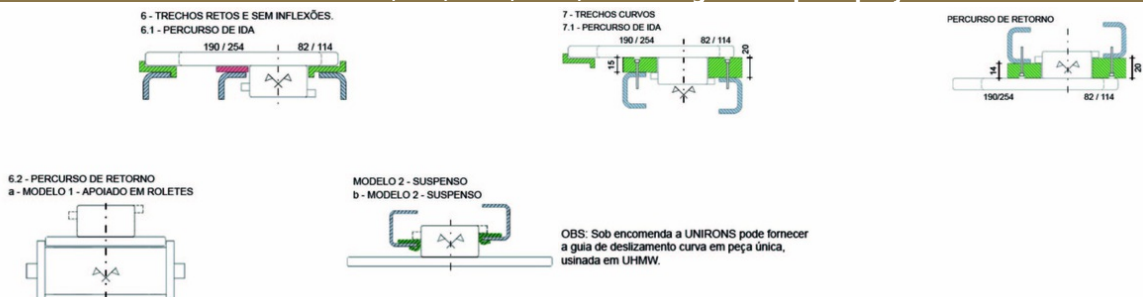 6 - TRECHOS RETOS E SEM INFLEXÕES.
6.1 - PERCURSO DE IDA
190 / 254
82 / 114
7 - TRECHOS CURVOS
7.1 - PERCURSO DE IDA
190 / 254
82 / 114
15
20
PERCURSO DE RETORNO
14
20
190/254
82 / 114
6.2 - PERCURSO DE RETORNO
a - MODELO 1 - APOIADO EM ROLETES
MODELO 2 - SUSPENSO
b - MODELO 2 - SUSPENSO
OBS: Sob encomenda a UNIRONS pode fornecer
a guia de deslizamento curva em peça única,
usinada em UHMW.